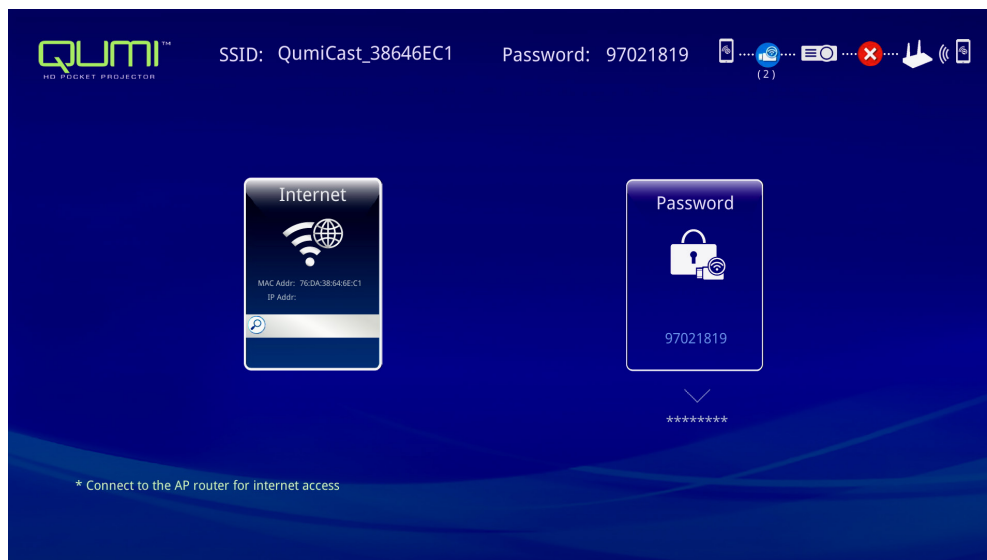 QUMI™
HD POCKET PROJECTOR
SSID: QumiCast_38646EC1
Password: 97021819
(2)
Internet
MAC Addr: 76:DA:38:64:6E:C1
IP Addr:
Password
97021819
********
* Connect to the AP router for internet access